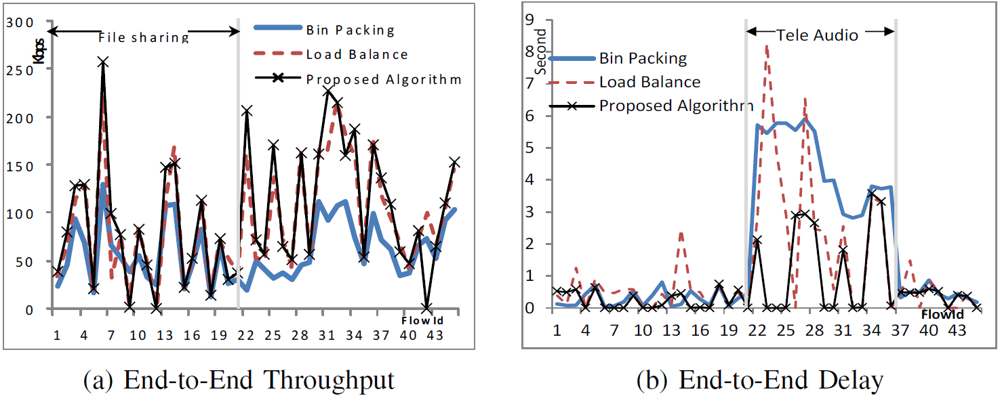 300
250
200
150
100
50
0
Kbps
File sharing
Bin Packing
Load Balance
Proposed Algorithm
FlowId
1 4 7 10 13 16 19 22 25 28 31 34 37 40 43
9
8
7
6
5
4
3
2
1
0
Second
Tele Audio
Bin Packing
Load Balance
Proposed Algorithm
FlowId
1 4 7 10 13 16 19 22 25 28 31 34 37 40 43
(a) End-to-End Throughput
(b) End-to-End Delay